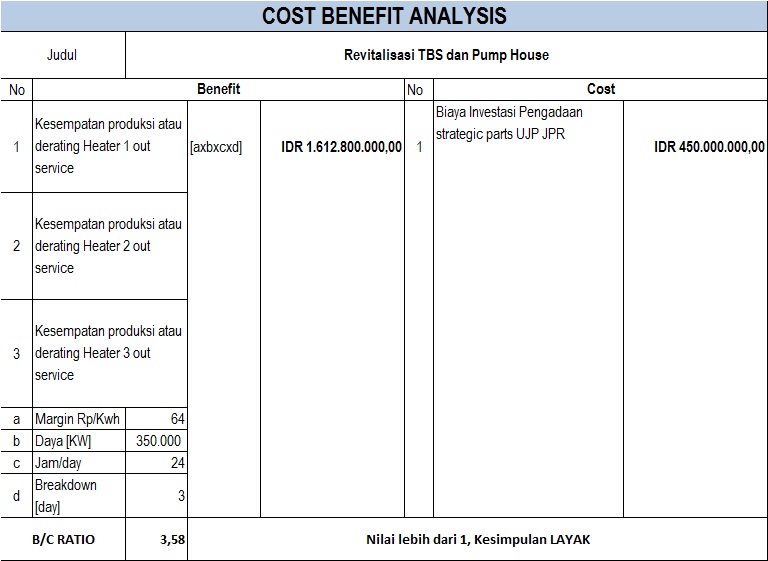 COST BENEFIT ANALYSIS
Judul Revitalisasi TBS dan Pump House
No Benefit No Cost
1 Kesempatan produksi atau derating Heater 1 out service [axbxcxd] IDR 1.612.800.000,00 1 Biaya Investasi Pengadaan strategic parts UJP JPR IDR 450.000.000,00
2 Kesempatan produksi atau derating Heater 2 out service
3 Kesempatan produksi atau derating Heater 3 out service
a Margin Rp/Kwh 64
b Daya [KW] 350.000
c Jam/day 24
d Breakdown [day] 3
B/C RATIO 3,58 Nilai lebih dari 1, Kesimpulan LAYAK